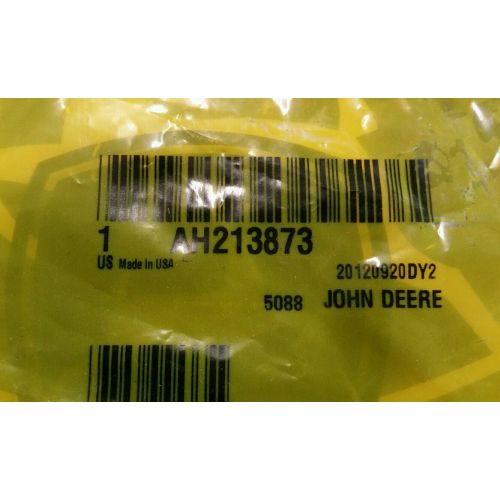 1 AH213873
US Made In USA
20120920DY2
5088 JOHN DEERE